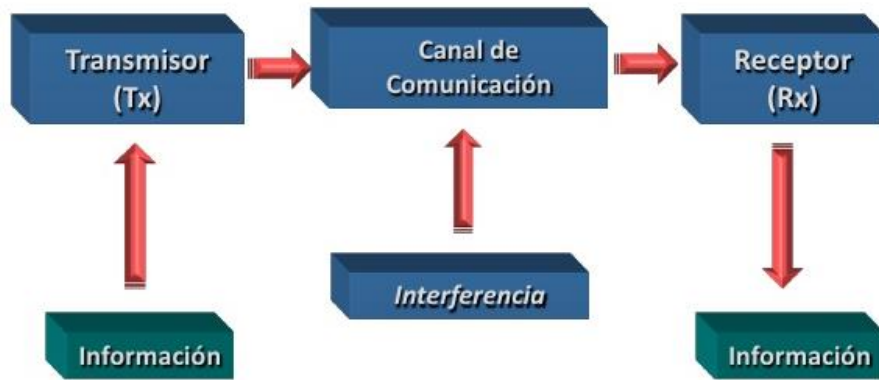 Transmisor
(Tx)
Canal de
Comunicación
Receptor
(Rx)
Interferencia
Información
Información